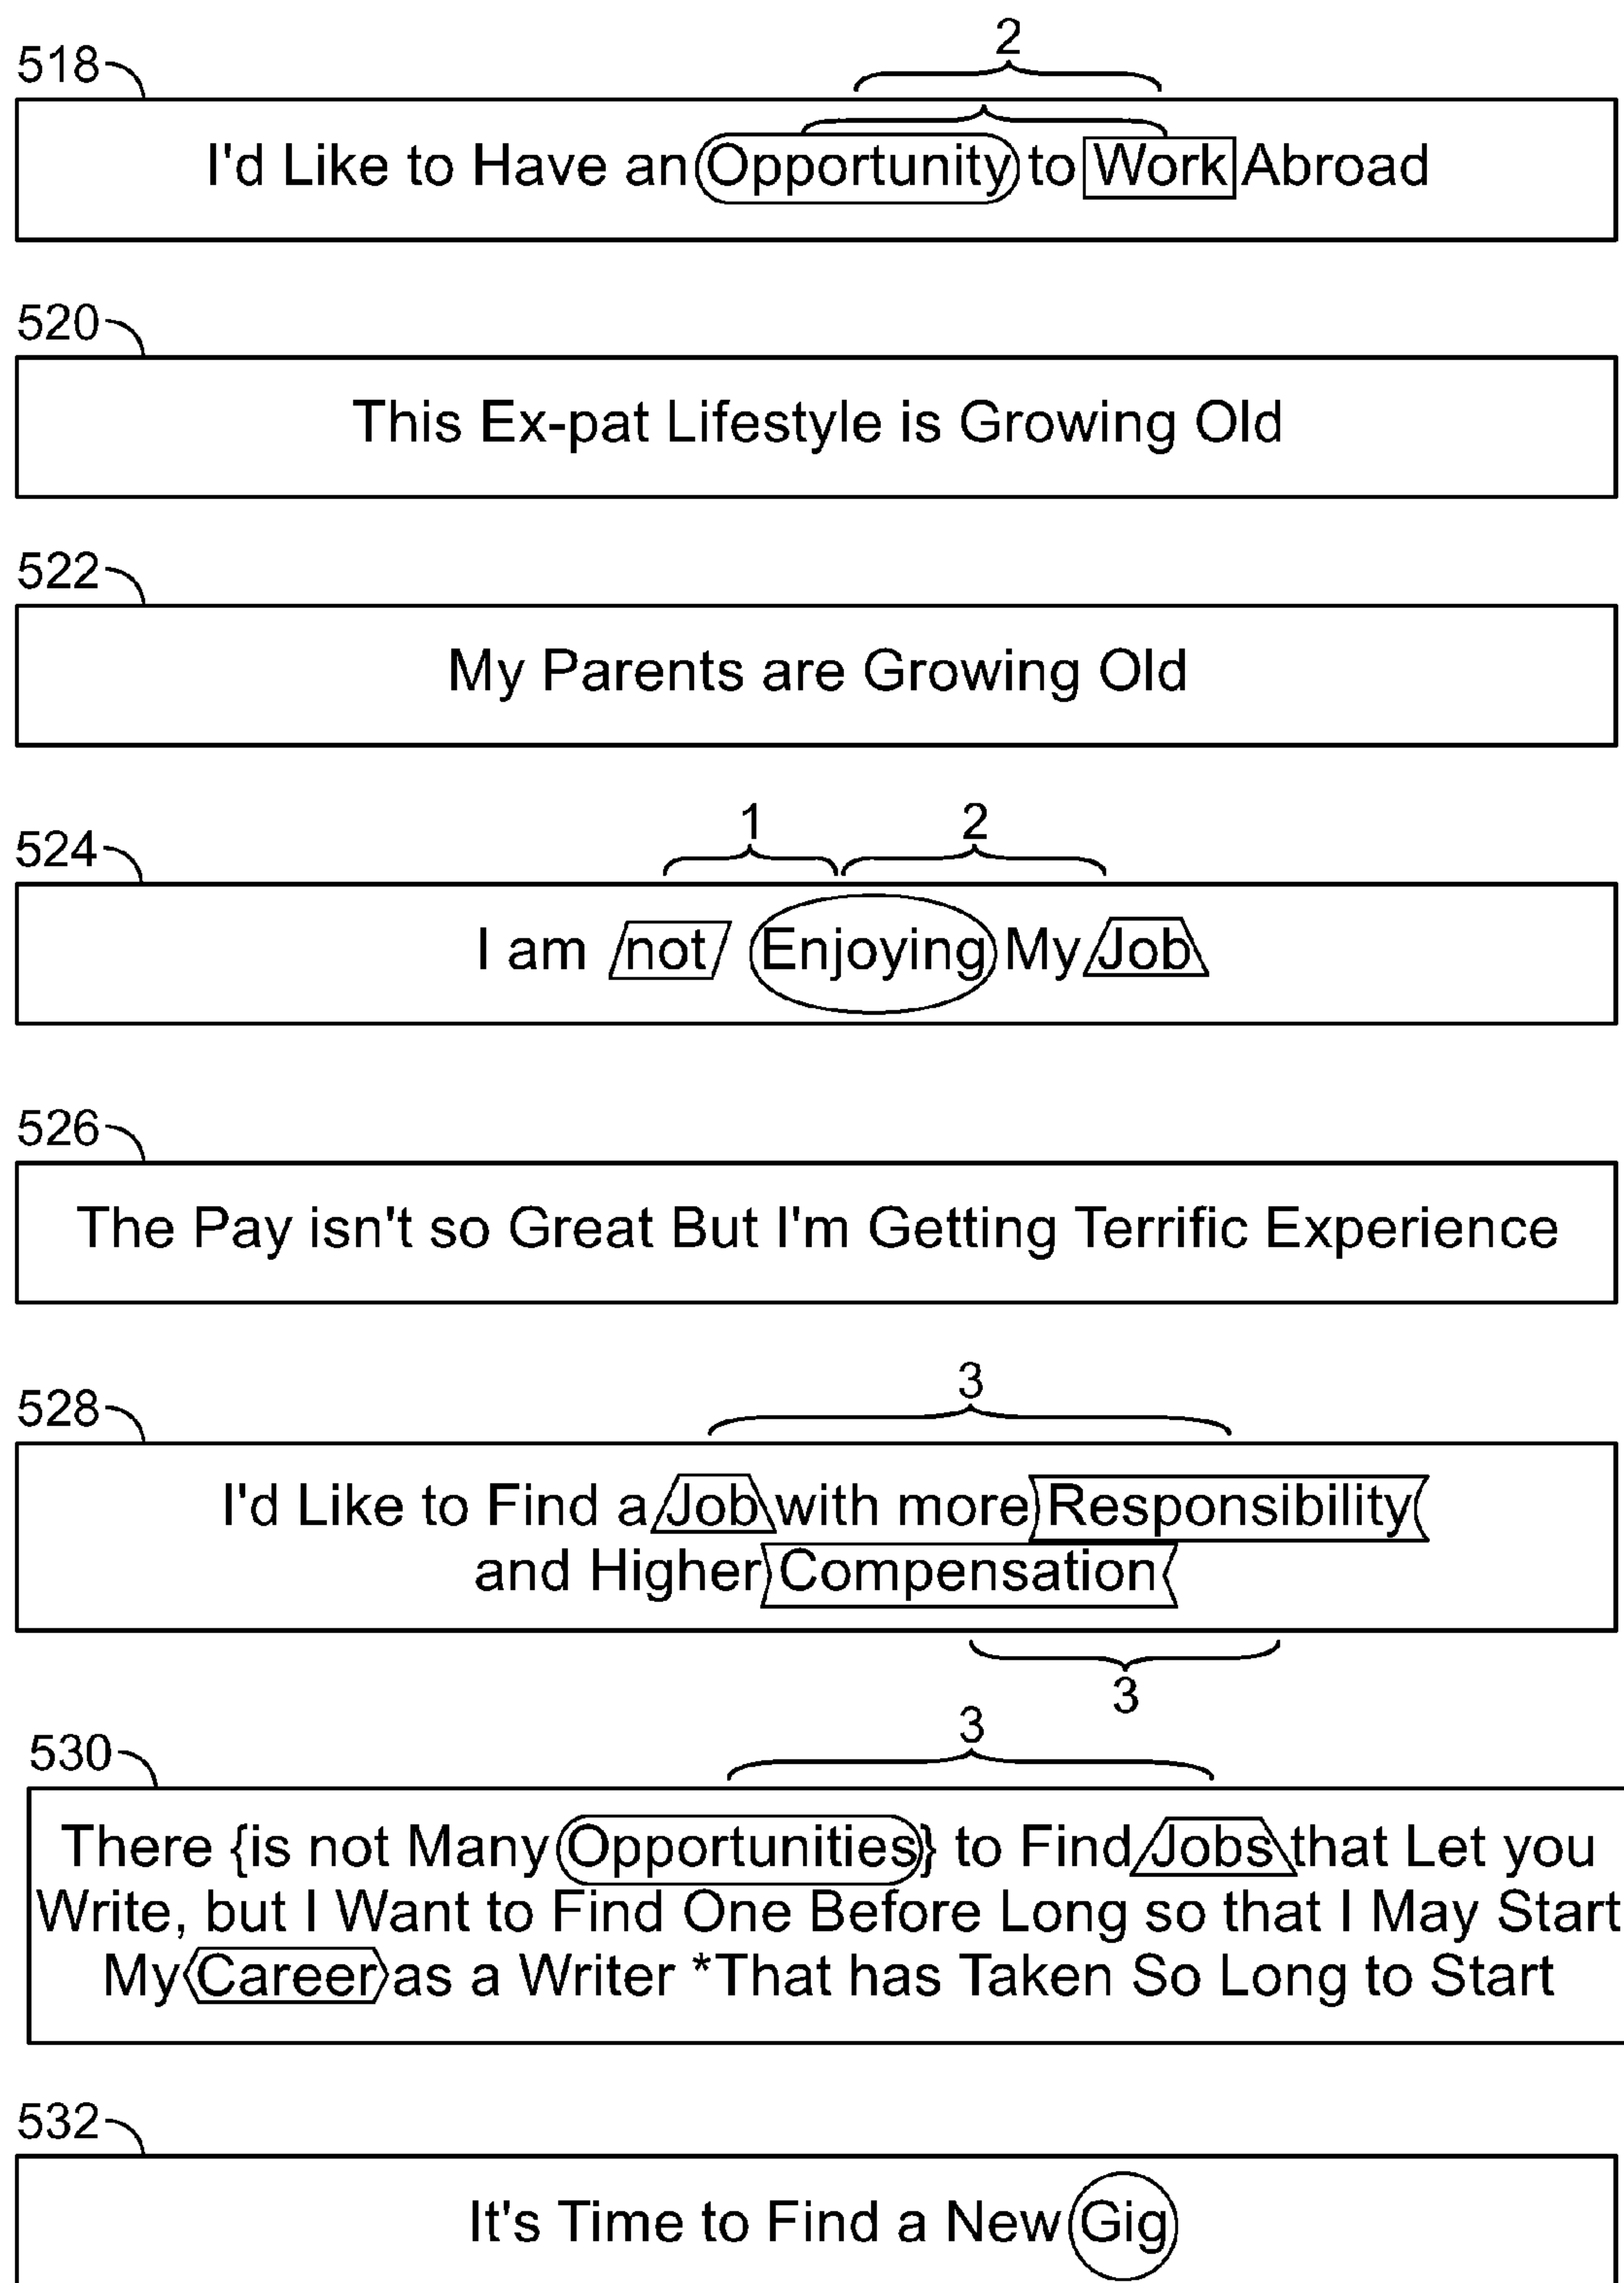 2
518
I'd Like to Have an Opportunity to Work Abroad
520
This Ex-pat Lifestyle is Growing Old
522
My Parents are Growing Old
1 2
524
I am not Enjoying My Job
526
The Pay isn't so Great But I'm Getting Terrific Experience
3
528
I'd Like to Find a Job with more Responsibility
and Higher Compensation
3
3
530
There {is not Many Opportunities} to Find Jobs that Let you
Write, but I Want to Find One Before Long so that I May Start
My Career as a Writer *That has Taken So Long to Start
532
It's Time to Find a New Gig